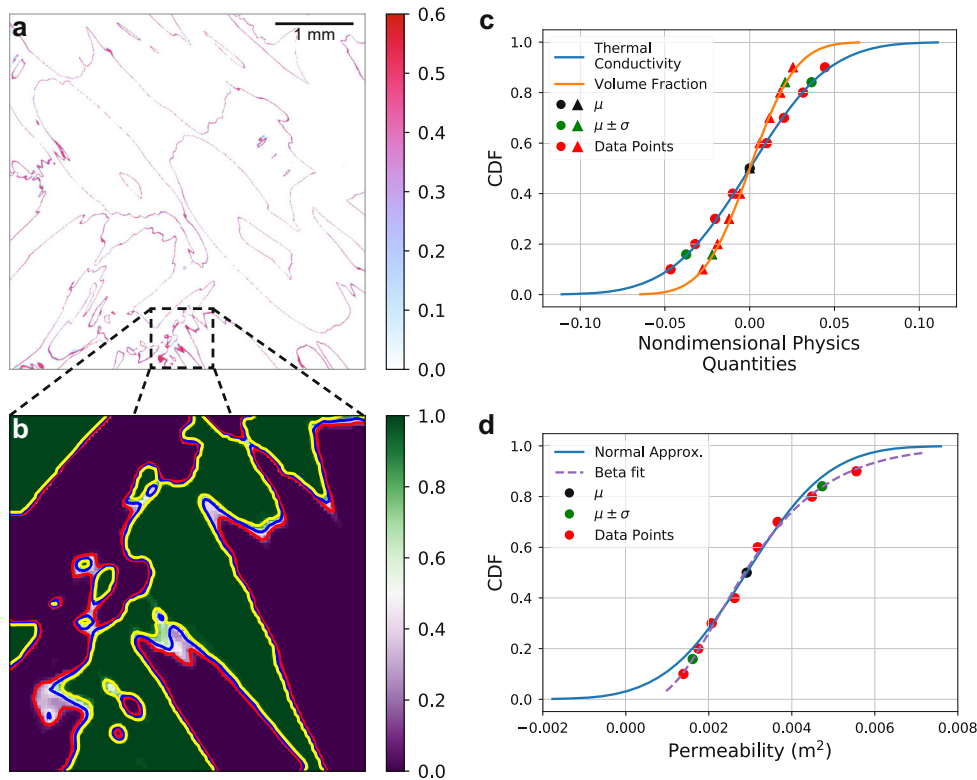 a
1 mm
0.6
0.5
0.4
0.3
0.2
0.1
0.0
b
1.0
0.8
0.6
0.4
0.2
0.0
c
CDF
1.0
0.8
0.6
0.4
0.2
0.0
Thermal
Conductivity
Volume Fraction
μ
μ ± σ
Data Points
−0.10 −0.05 0.00 0.05 0.10
Nondimensional Physics
Quantities
d
CDF
1.0
0.8
0.6
0.4
0.2
0.0
Normal Approx.
Beta fit
μ
μ ± σ
Data Points
−0.002 0.000 0.002 0.004 0.006 0.008
Permeability (m²)